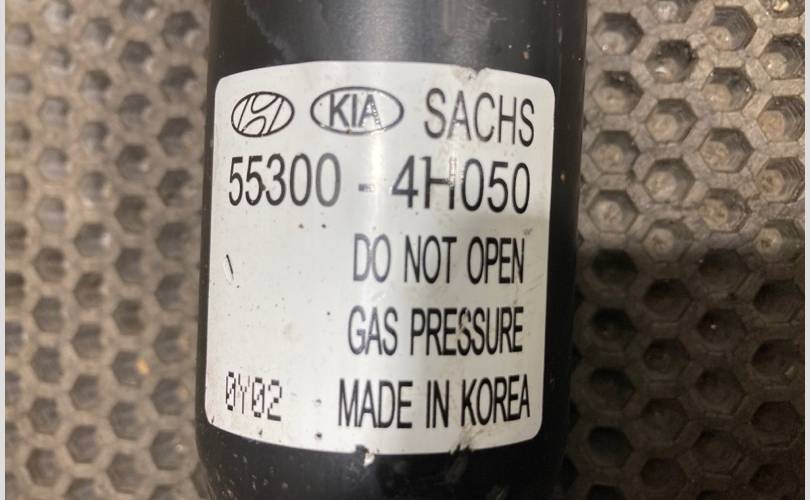 KIA SACHS
55300 - 4H050
DO NOT OPEN
GAS PRESSURE
0Y02 MADE IN KOREA